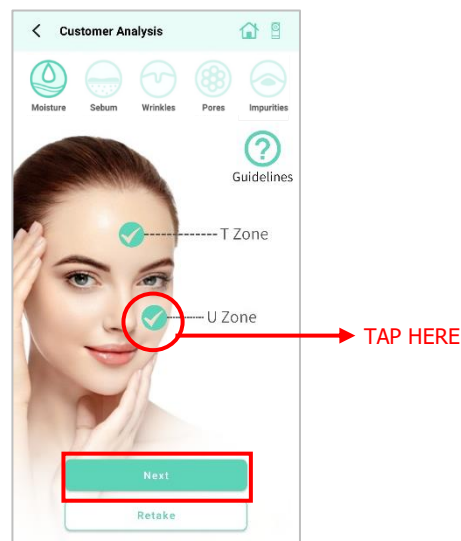 Customer Analysis
Moisture Sebum Wrinkles Pores Impurities
?
Guidelines
T Zone
U Zone
TAP HERE
Next
Retake